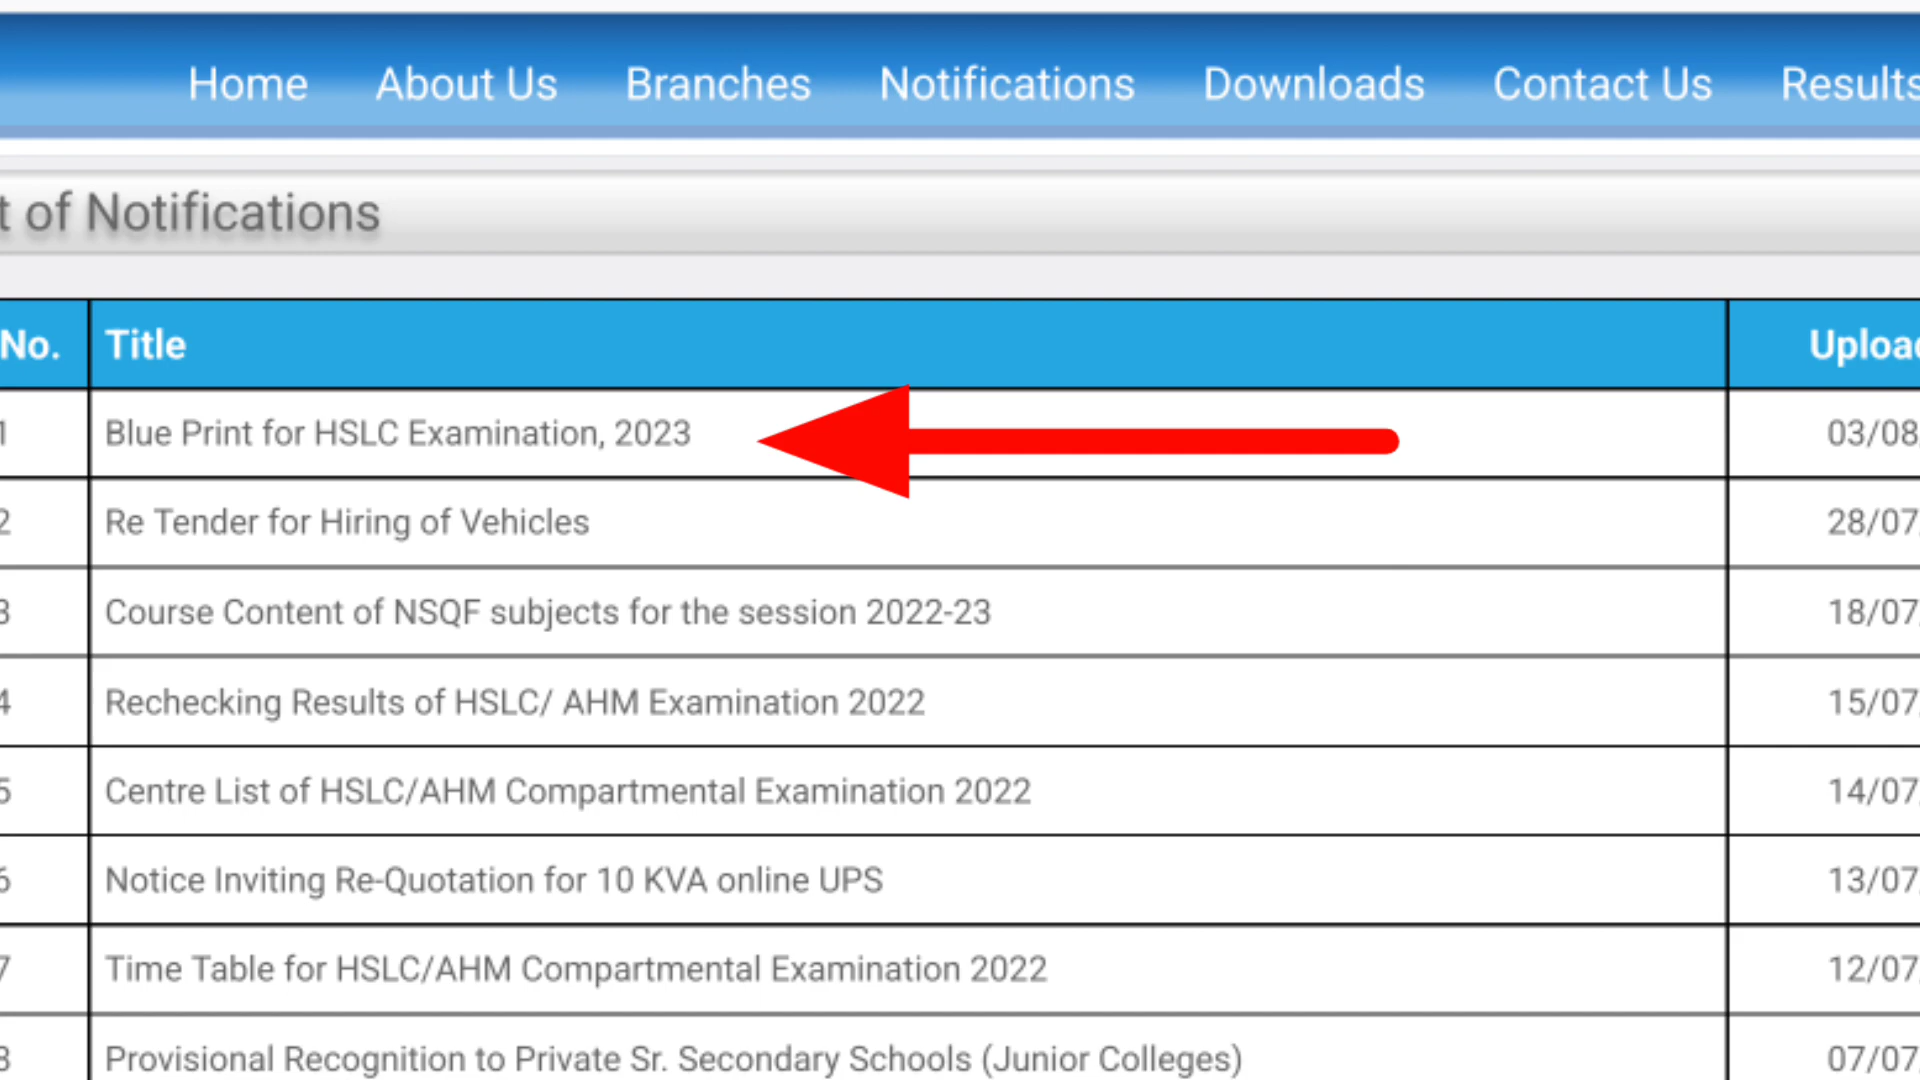 Home About Us Branches Notifications Downloads Contact Us Results
t of Notifications
No. Title Upload
1 Blue Print for HSLC Examination, 2023 03/08
2 Re Tender for Hiring of Vehicles 28/07
3 Course Content of NSQF subjects for the session 2022-23 18/07
4 Rechecking Results of HSLC/ AHM Examination 2022 15/07
5 Centre List of HSLC/AHM Compartmental Examination 2022 14/07
6 Notice Inviting Re-Quotation for 10 KVA online UPS 13/07
7 Time Table for HSLC/AHM Compartmental Examination 2022 12/07
8 Provisional Recognition to Private Sr. Secondary Schools (Junior Colleges) 07/07